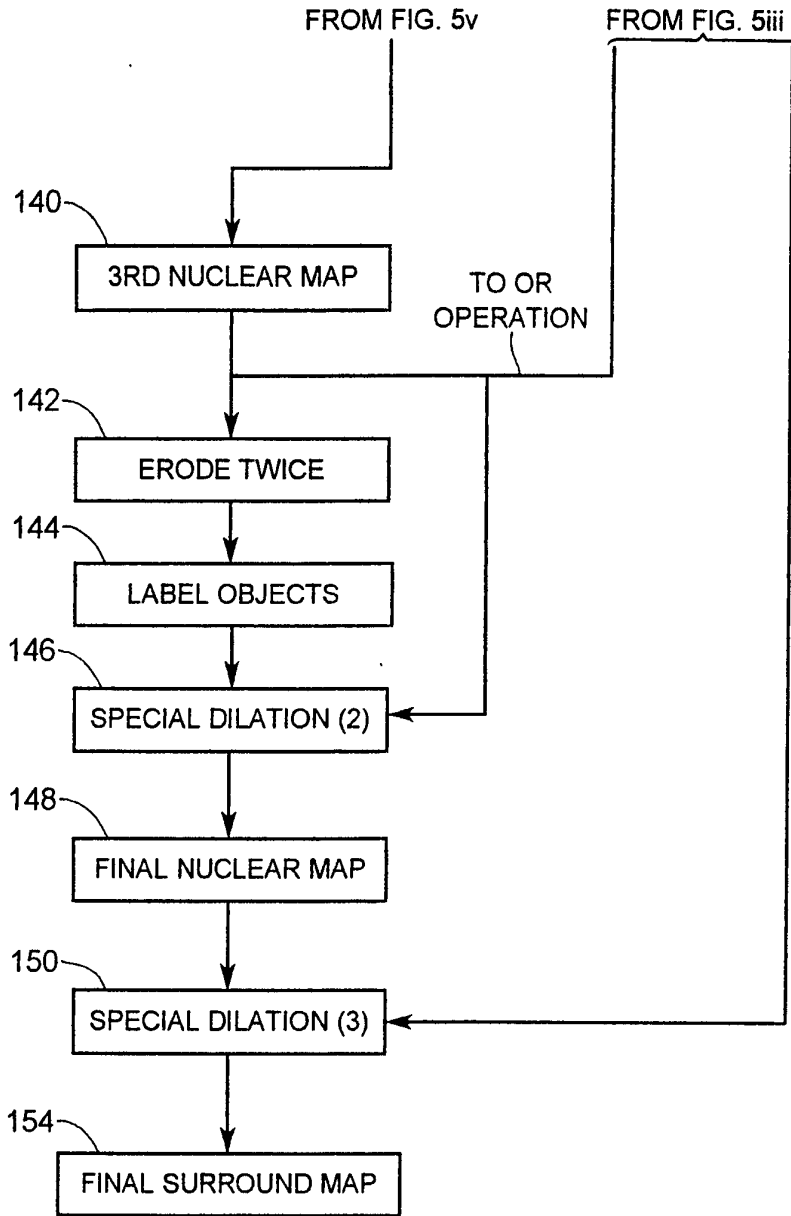 FROM FIG. 5v
FROM FIG. 5iii
140
3RD NUCLEAR MAP
TO OR
OPERATION
142
ERODE TWICE
144
LABEL OBJECTS
146
SPECIAL DILATION (2)
148
FINAL NUCLEAR MAP
150
SPECIAL DILATION (3)
154
FINAL SURROUND MAP